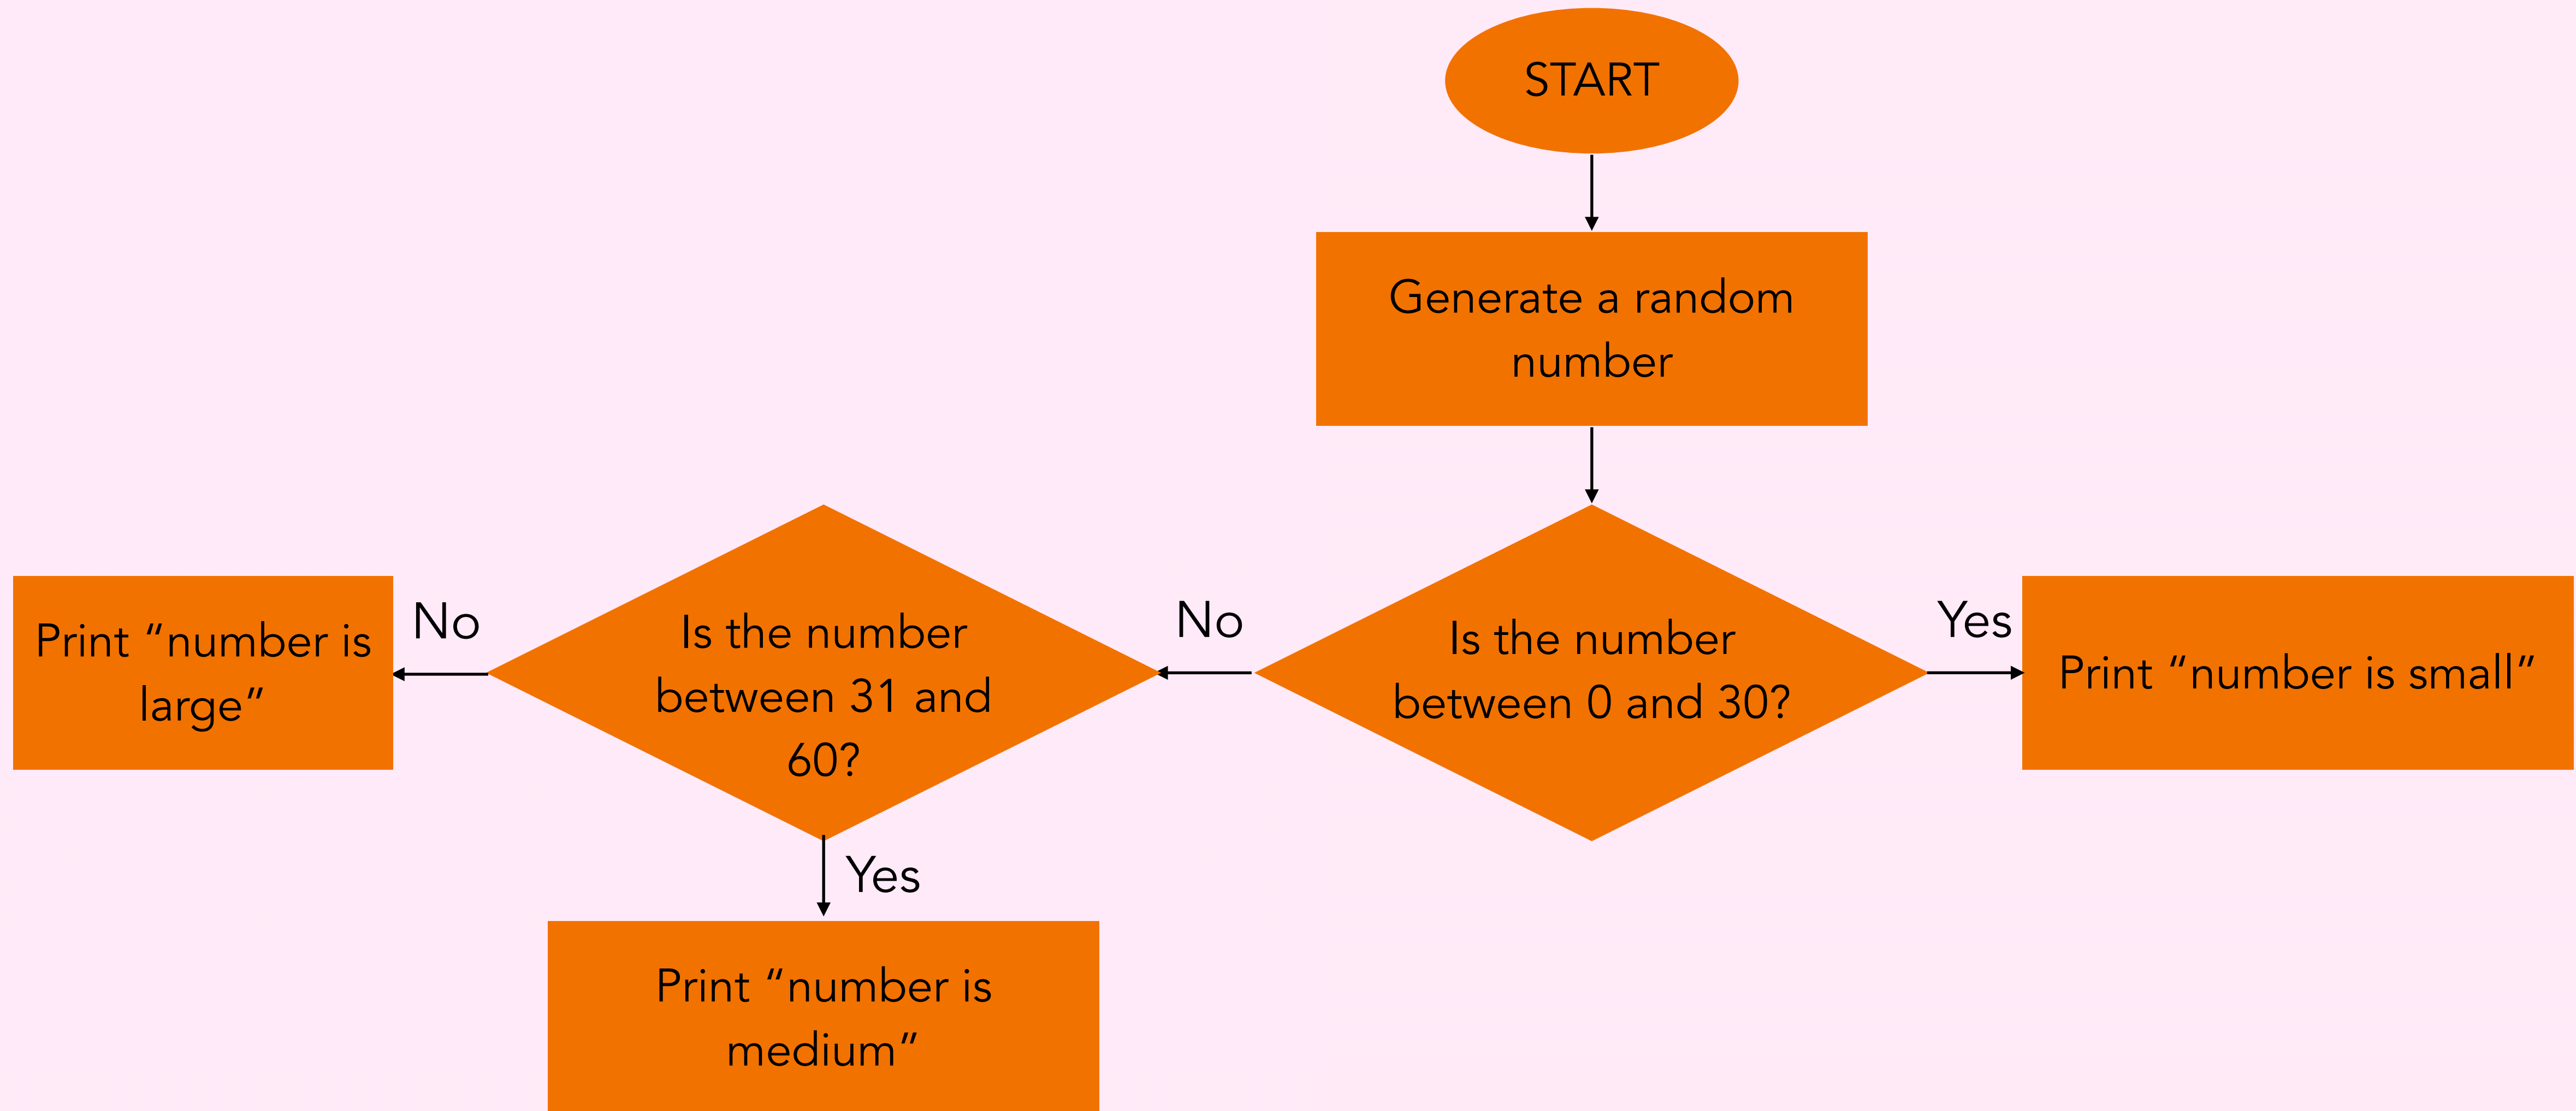 START
Generate a random
number
Is the number
between 0 and 30?
Yes
Print “number is small”
No
Is the number
between 31 and
60?
No
Print “number is
large”
Yes
Print “number is
medium”